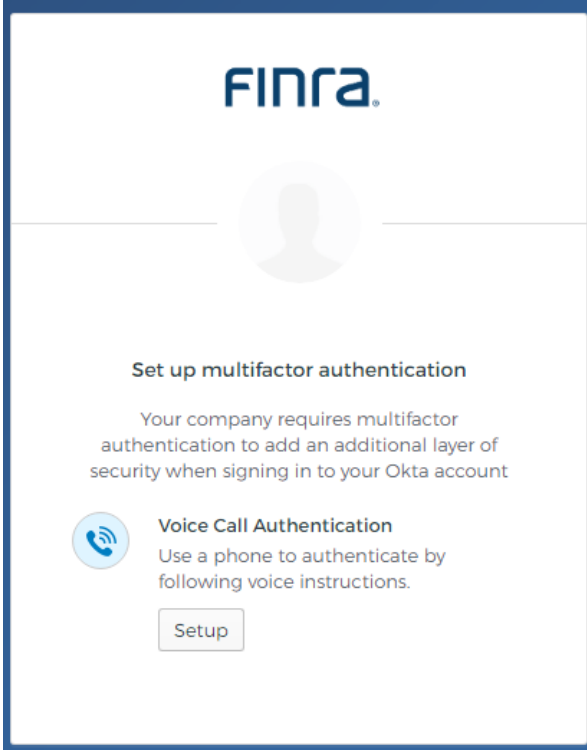 FINRA®
Set up multifactor authentication
Your company requires multifactor
authentication to add an additional layer of
security when signing in to your Okta account
Voice Call Authentication
Use a phone to authenticate by
following voice instructions.
Setup